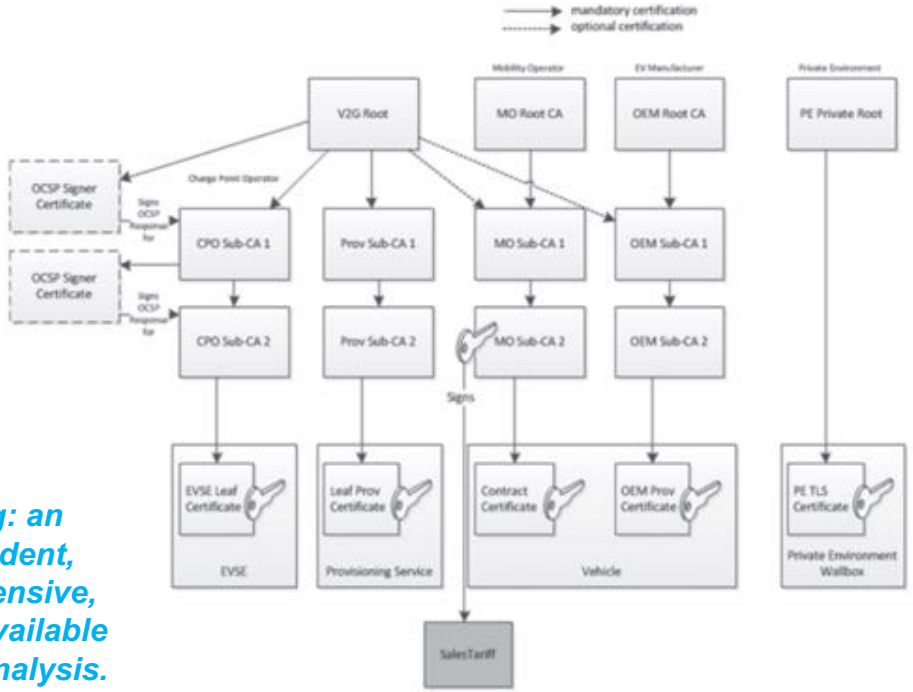 mandatory certification
optional certification
Mobility Operator
EV Manufacturer
Private Environment
V2G Root
MO Root CA
OEM Root CA
PE Private Root
OCSP Signer
Certificate
Charge Point Operator
Signs
OCSP
Response
for
CPO Sub-CA 1
Prov Sub-CA 1
MO Sub-CA 1
OEM Sub-CA 1
OCSP Signer
Certificate
Signs
OCSP
Response
for
CPO Sub-CA 2
Prov Sub-CA 2
MO Sub-CA 2
OEM Sub-CA 2
Signs
EVSE Leaf
Certificate
Leaf Prov
Certificate
Contract
Certificate
OEM Prov
Certificate
PE TLS
Certificate
EVSE
Provisioning Service
Vehicle
Private Environment
Wallbox
g: an
dent,
ensive,
vailable
nalysis.
SalesTariff